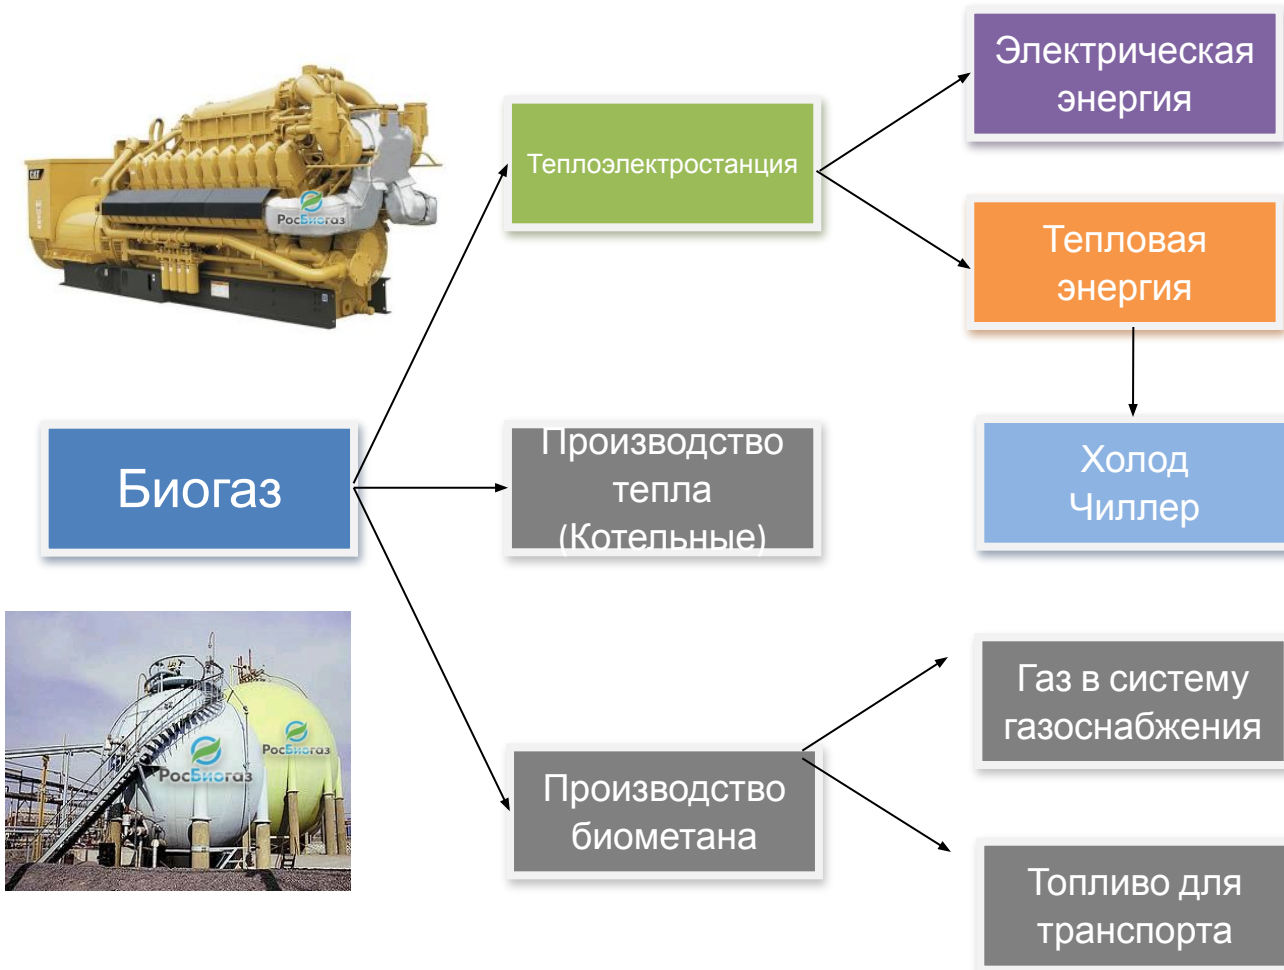 Электрическая
энергия
Теплоэлектростанция
CAT
РосБиогаз
Тепловая
энергия
Биогаз
Производство
тепла
(Котельные)
Холод
Чиллер
РосБиогаз
РосБиогаз
Газ в систему
газоснабжения
Производство
биометана
Топливо для
транспорта